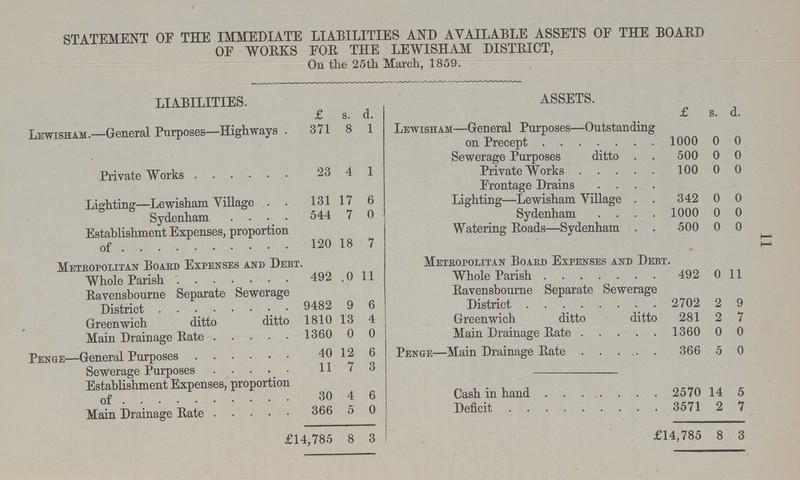 STATEMENT OF THE IMMEDIATE LIABILITIES AND AVAILABLE ASSETS OF THE BOARD
OF WORKS FOR THE LEWISHAM DISTRICT,
On the 25th March, 1859.
LIABILITIES.
£ s. d.
LEWISHAM.—General Purposes—Highways . 371 8 1
Private Works . . . . . . 23 4 1
Lighting—Lewisham Village . . 131 17 6
Sydenham . . . . 544 7 0
Establishment Expenses, proportion
of . . . . . . . . . . 120 18 7
METROPOLITAN BOARD EXPENSES AND DEBT.
Whole Parish . . . . . . . 492 .0 11
Ravensbourne Separate Sewerage
District . . . . . . . . 9482 9 6
Greenwich ditto ditto 1810 13 4
Main Drainage Rate . . . . . 1360 0 0
PENGE—General Purposes . . . . . . 40 12 6
Sewerage Purposes . . . . . 11 7 3
Establishment Expenses, proportion
of . . . . . . . . . . 30 4 6
Main Drainage Rate . . . . . 366 5 0
£14,785 8 3
ASSETS.
£ s. d.
LEWISHAM—General Purposes—Outstanding
on Precept . . . . . . . 1000 0 0
Sewerage Purposes ditto . . 500 0 0
Private Works . . . . . 100 0 0
Frontage Drains . . . .
Lighting—Lewisham Village . . 342 0 0
Sydenham . . . . 1000 0 0
Watering Roads—Sydenham . . 500 0 0
METROPOLITAN BOARD EXPENSES AND DEBT.
Whole Parish . . . . . . . 492 0 11
Ravensbourne Separate Sewerage
District . . . . . . . . 2702 2 9
Greenwich ditto ditto 281 2 7
Main Drainage Rate . . . . . 1360 0 0
PENGE—Main Drainage Rate . . . . . 366 5 0
Cash in hand . . . . . . . 2570 14 5
Deficit . . . . . . . . . 3571 2 7
£14,785 8 3
11